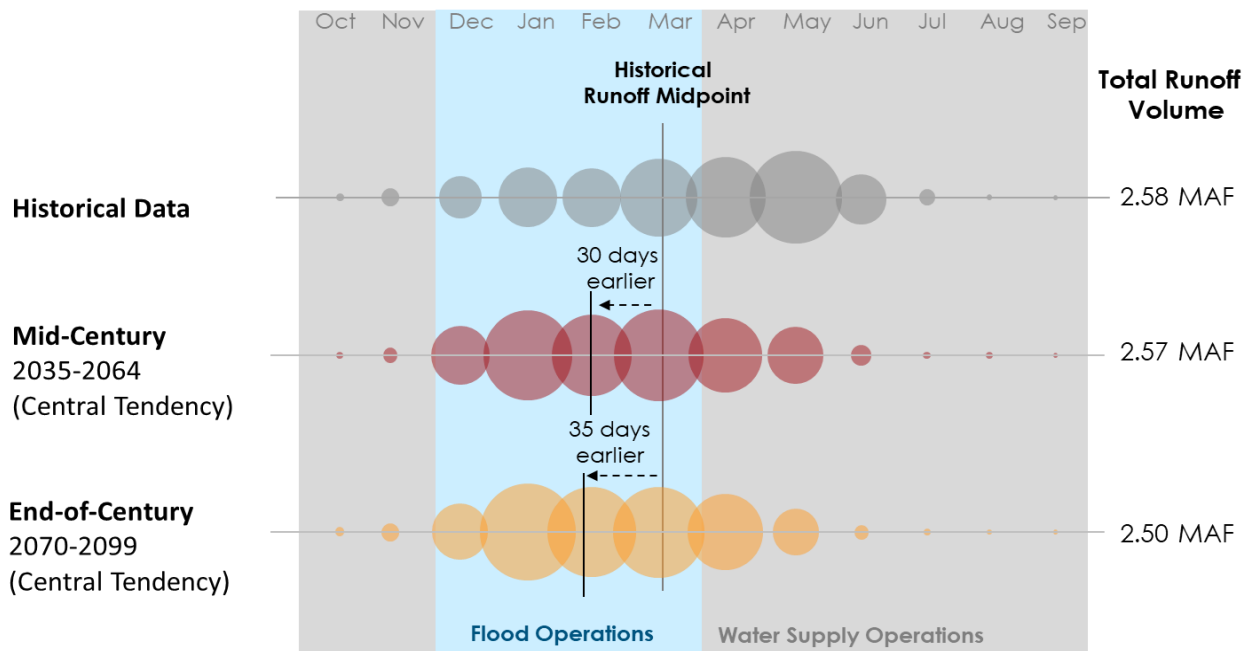 Oct Nov Dec Jan Feb Mar Apr May Jun Jul Aug Sep
Historical
Runoff Midpoint
Total Runoff
Volume
Historical Data
2.58 MAF
30 days
earlier
Mid-Century
2035-2064
(Central Tendency)
2.57 MAF
35 days
earlier
End-of-Century
2070-2099
(Central Tendency)
2.50 MAF
Flood Operations
Water Supply Operations